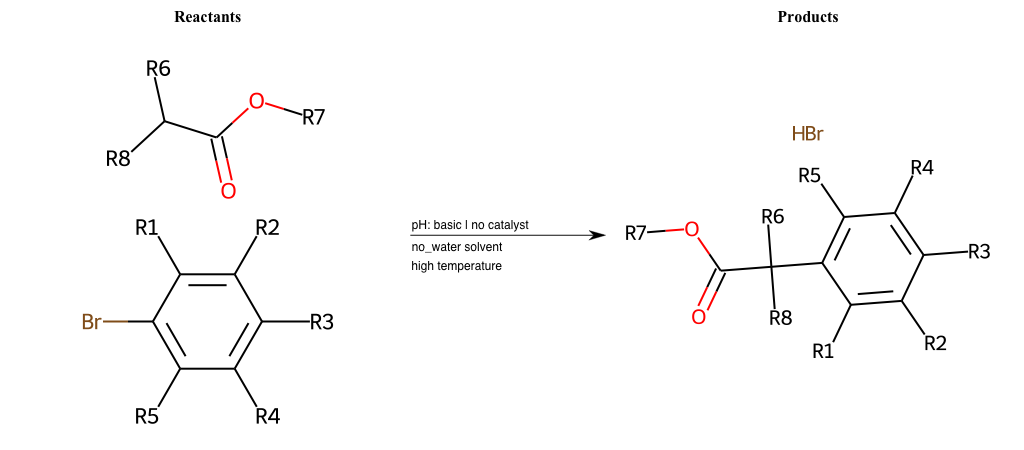 Reactants
Products
R6
O
R7
R8
O
R1
R2
Br
R3
R5
R4
pH: basic | no catalyst
no_water solvent
high temperature
HBr
R5
R4
R7
O
R6
R3
O
R8
R1
R2